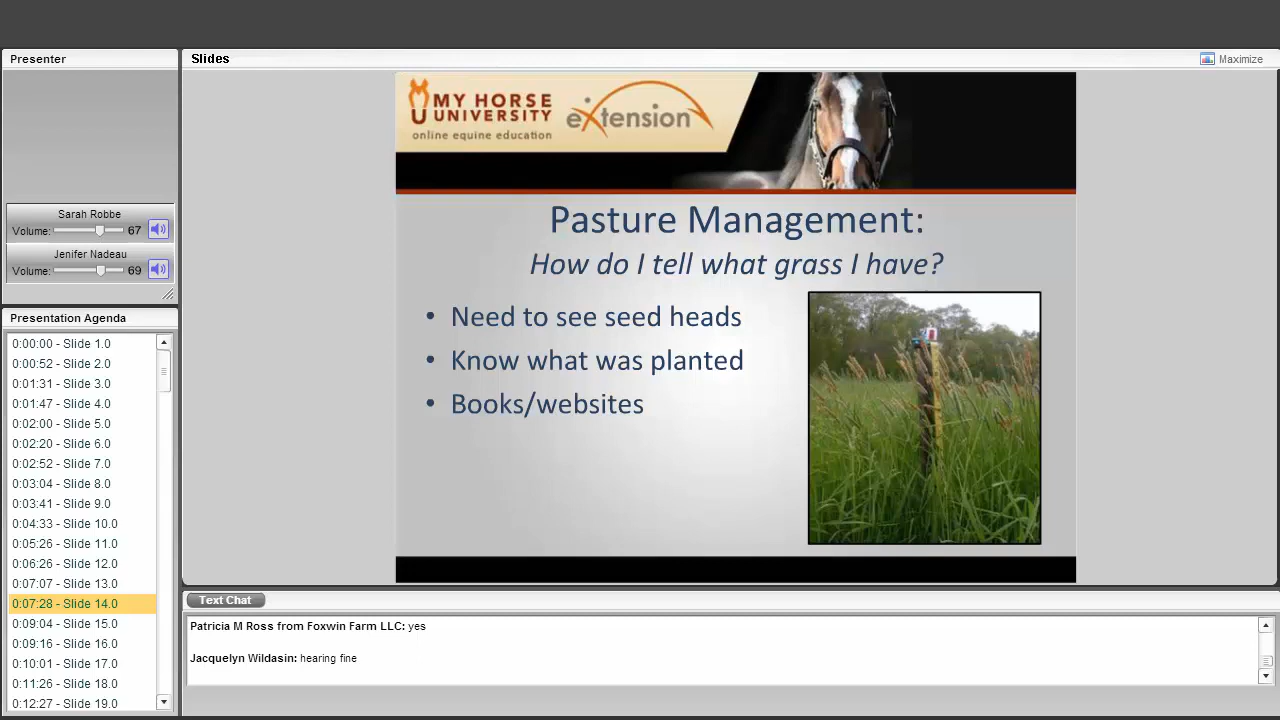 Presenter
Slides
Maximize
MY HORSE
UNIVERSITY
online equine education
eXtension
Sarah Robbe
Volume: 67
Jenifer Nadeau
Volume: 69
Presentation Agenda
0:00:00 - Slide 1.0
0:00:52 - Slide 2.0
0:01:31 - Slide 3.0
0:01:47 - Slide 4.0
0:02:00 - Slide 5.0
0:02:20 - Slide 6.0
0:02:52 - Slide 7.0
0:03:04 - Slide 8.0
0:03:41 - Slide 9.0
0:04:33 - Slide 10.0
0:05:26 - Slide 11.0
0:06:26 - Slide 12.0
0:07:07 - Slide 13.0
0:07:28 - Slide 14.0
0:09:04 - Slide 15.0
0:09:16 - Slide 16.0
0:10:01 - Slide 17.0
0:11:26 - Slide 18.0
0:12:27 - Slide 19.0
Pasture Management:
How do I tell what grass I have?
• Need to see seed heads
• Know what was planted
• Books/websites
Text Chat
Patricia M Ross from Foxwin Farm LLC: yes
Jacquelyn Wildasin: hearing fine